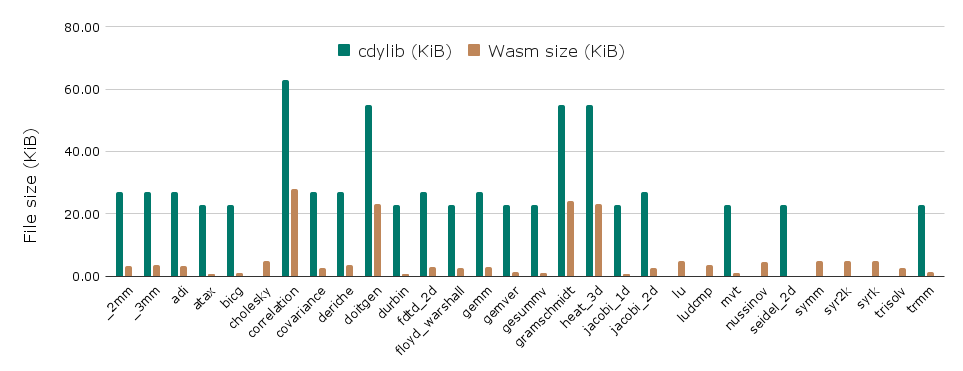 80.00
cdylib (KiB)
Wasm size (KiB)
60.00
40.00
20.00
0.00
File size (KiB)
_2mm
_3mm
adi
atax
bicg
cholesky
correlation
covariance
deriche
doitgen
durbin
fdtd_2d
floyd_warshall
gemm
gemver
gesummv
gramschmidt
heat_3d
jacobi_1d
jacobi_2d
lu
ludcmp
mvt
nussinov
seidel_2d
symm
syr2k
syrk
trisolv
trmm